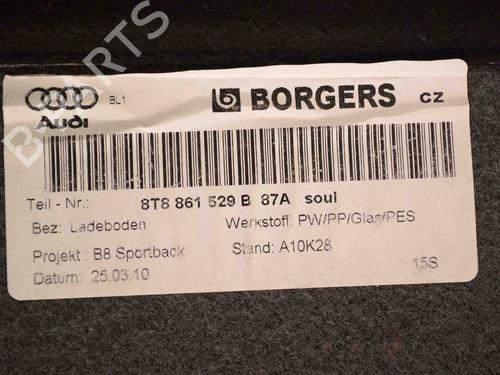 BL1
BORGERS CZ
Audi
Teil - Nr.: 8T8 861 529 B 87A soul
Bez: Ladeboden Werkstoff: PW/PP/Glas/PES
Projekt: B8 Sportback Stand: A10K28
Datum: 25.03.10 15S
PARTS